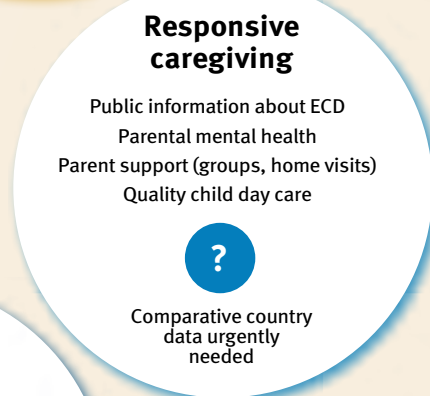 Responsive
caregiving
Public information about ECD
Parental mental health
Parent support (groups, home visits)
Quality child day care
?
Comparative country
data urgently
needed